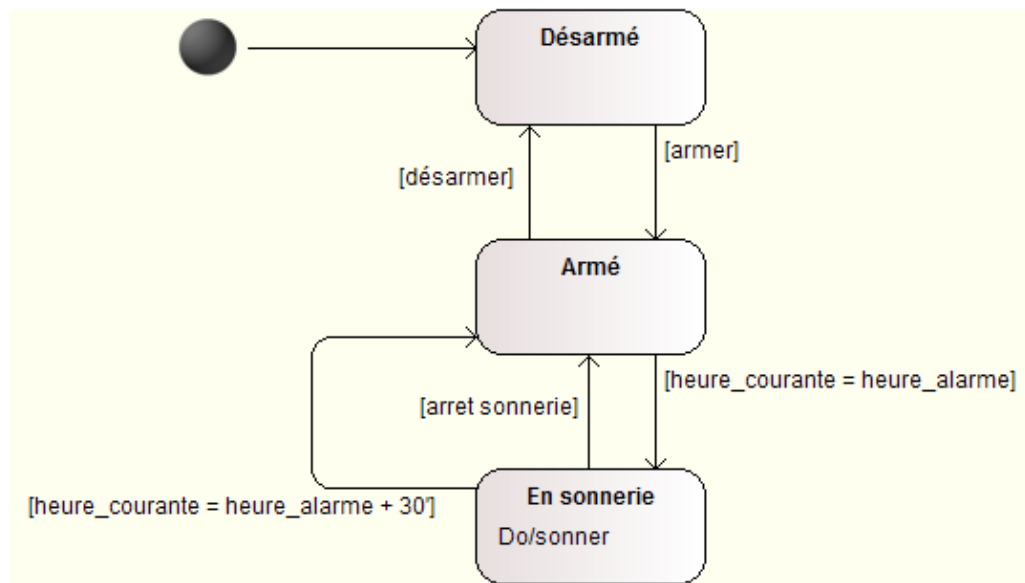 Désarmé
[armer]
[désarmer]
Armé
[heure_courante = heure_alarme]
[arret sonnerie]
[heure_courante = heure_alarme + 30']
En sonnerie
Do/sonner